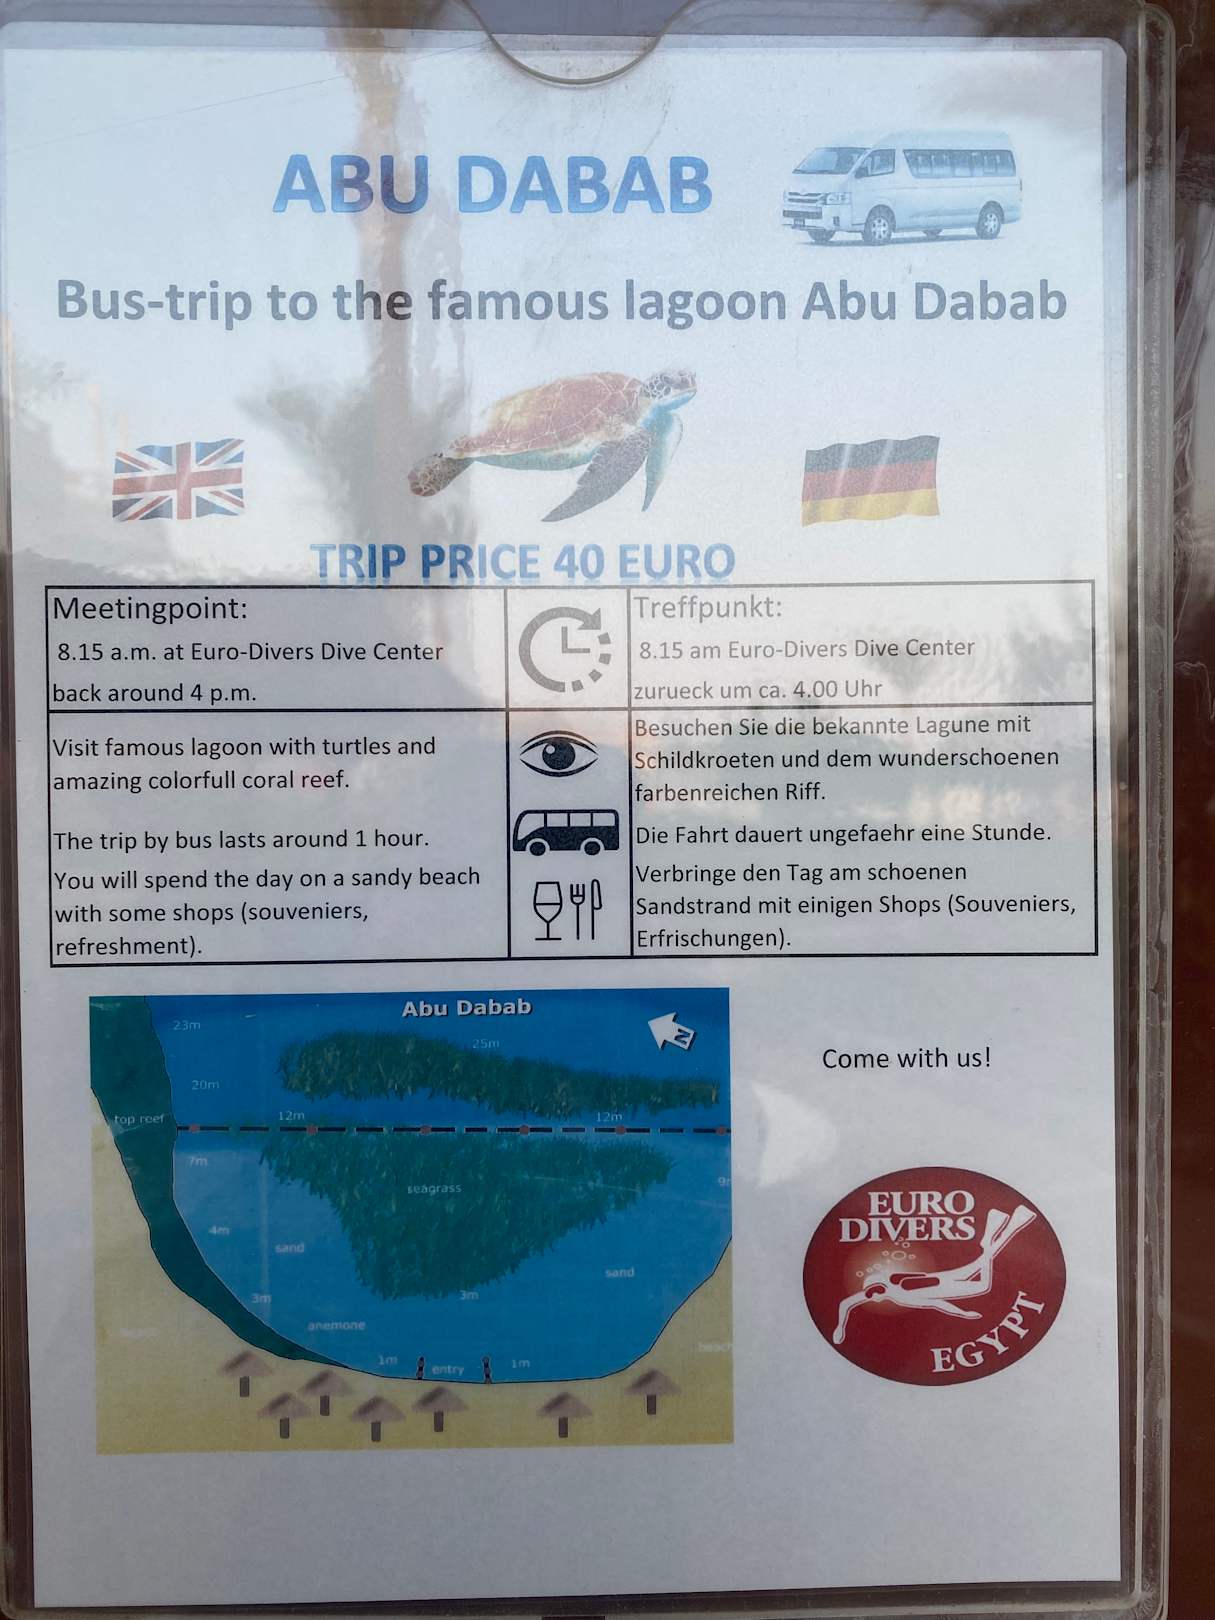 ABU DABAB
Bus-trip to the famous lagoon Abu Dabab
TRIP PRICE 40 EURO
Meetingpoint:
8.15 a.m. at Euro-Divers Dive Center
back around 4 p.m.
Treffpunkt:
8.15 am Euro-Divers Dive Center
zurueck um ca. 4.00 Uhr
Visit famous lagoon with turtles and
amazing colorfull coral reef.
The trip by bus lasts around 1 hour.
You will spend the day on a sandy beach
with some shops (souveniers,
refreshment).
Besuchen Sie die bekannte Lagune mit
Schildkroeten und dem wunderschoenen
farbenreichen Riff.
Die Fahrt dauert ungefaehr eine Stunde.
Verbringe den Tag am schoenen
Sandstrand mit einigen Shops (Souveniers,
Erfrischungen).
Abu Dabab
N
23m
25m
20m
top reef
12m
12m
7m
seagrass
4m
sand
sand
3m
3m
anemone
1m
entry
1m
beach
Come with us!
EURO
DIVERS
EGYPT